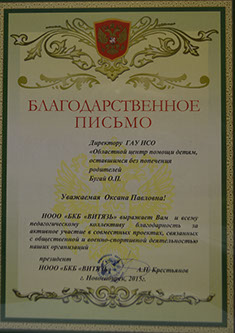 БЛАГОДАРСТВЕННОЕ
ПИСЬМО
Директору ГАУ НСО
«Областной центр помощи детям,
оставшимся без попечения
родителей
Бугай О.П.
Уважаемая Оксана Павловна!
НООО «БКБ «ВИТЯЗЬ» выражает Вам и всему
педагогическому коллективу благодарность за
активное участие в совместных проектах, связанных
с общественной и военно-спортивной деятельностью
наших организаций
президент
НООО «БКБ «ВИТЯЗЬ» А.Н. Крестьянов
г. Новосибирск, 2015г.